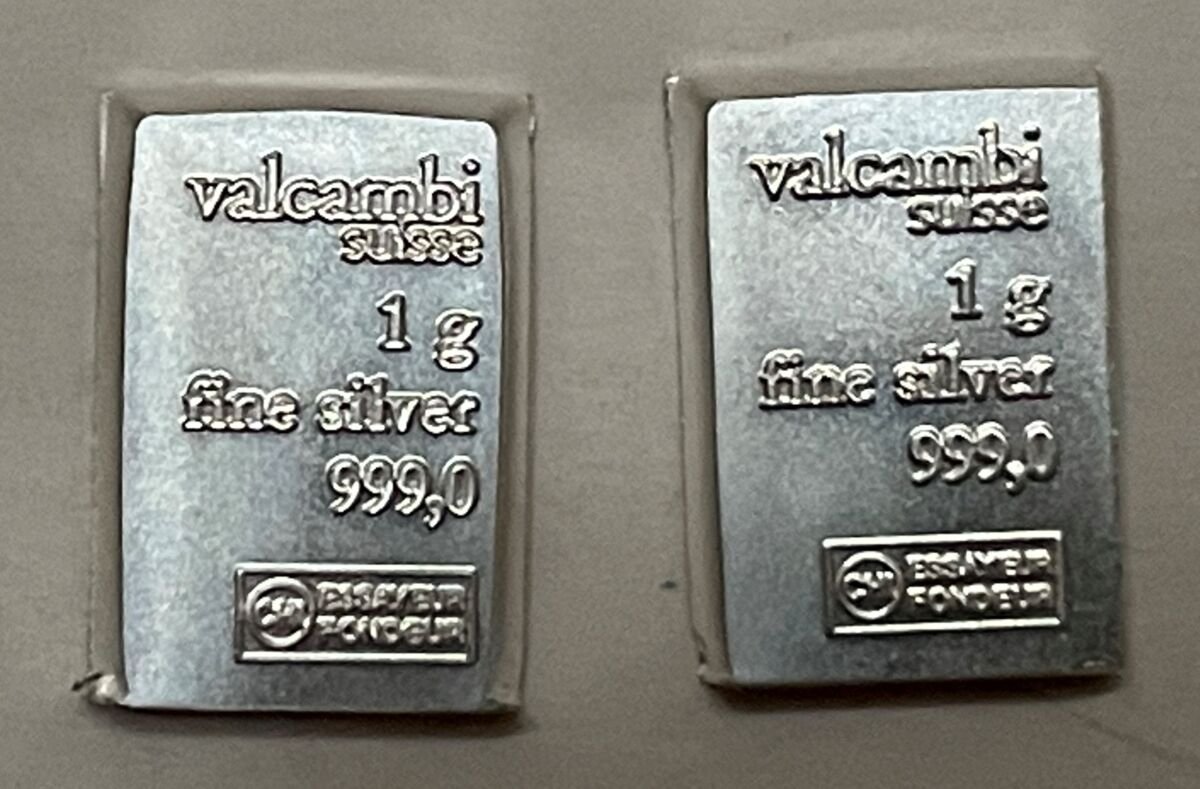 valcambi
suisse
1 g
fine silver
999,0
ESSAYEUR
FONDEUR
valcambi
suisse
1 g
fine silver
999,0
ESSAYEUR
FONDEUR